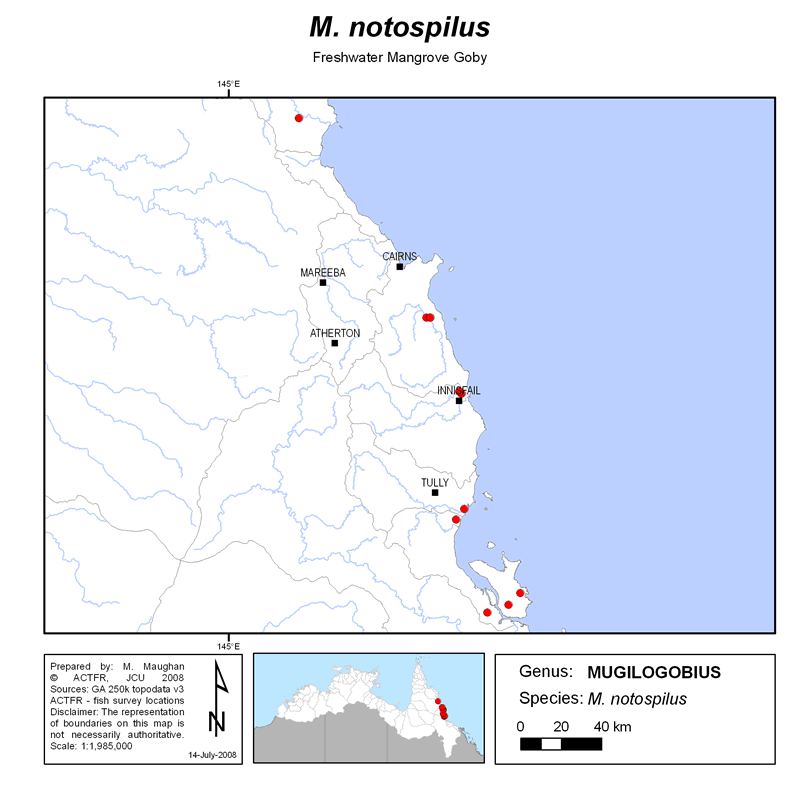 M. notospilus
Freshwater Mangrove Goby
145°E
CAIRNS
MAREEBA
ATHERTON
INNISFAIL
TULLY
145°E
Prepared by: M. Maughan
© ACTFR, JCU 2008
Sources: GA 250k topodata v3
ACTFR - fish survey locations
Disclaimer: The representation
of boundaries on this map is
not necessarily authoritative.
Scale: 1:1,985,000
N
14-July-2008
Genus: MUGILOGOBIUS
Species: M. notospilus
0 20 40 km